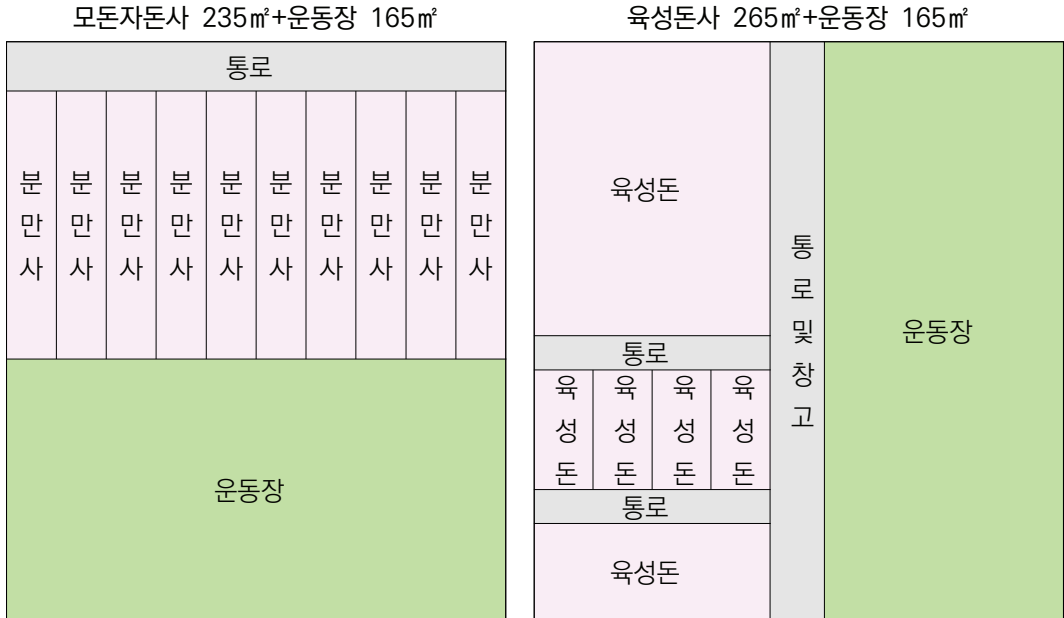 모돈자돈사 235㎡+운동장 165㎡
통로
분만사
분만사
분만사
분만사
분만사
분만사
분만사
분만사
분만사
분만사
운동장
육성돈사 265㎡+운동장 165㎡
육성돈
통로
육성돈
육성돈
육성돈
육성돈
통로
육성돈
통로및창고
운동장